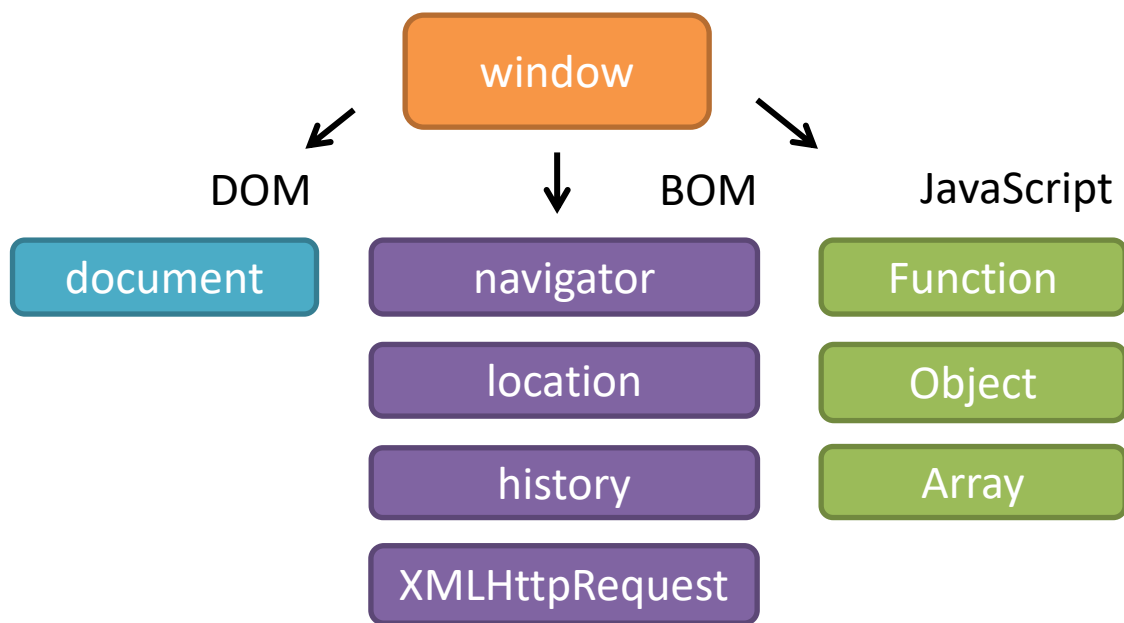 window
DOM
BOM
JavaScript
document
navigator
Function
location
Object
history
Array
XMLHttpRequest